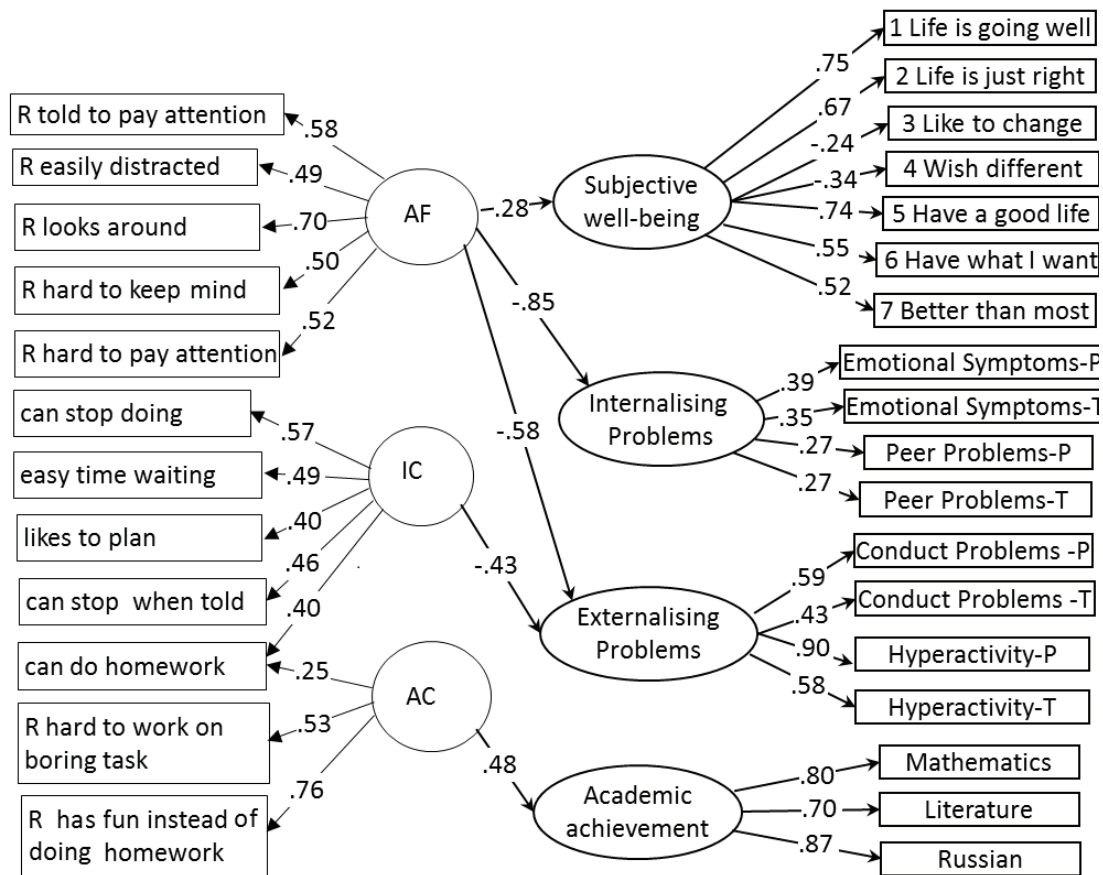 R told to pay attention
R easily distracted
R looks around
R hard to keep mind
R hard to pay attention
can stop doing
easy time waiting
likes to plan
can stop when told
can do homework
R hard to work on
boring task
R has fun instead of
doing homework
.58
.49
.70
.50
.52
.57
.49
.40
.46
.40
.25
.53
.76
AF
IC
AC
.28
-.85
-.58
-.43
.48
Subjective
well-being
Internalising
Problems
Externalising
Problems
Academic
achievement
.75
.67
-.24
-.34
.74
.55
.52
.39
.35
.27
.27
.59
.43
.90
.58
.80
.70
.87
1 Life is going well
2 Life is just right
3 Like to change
4 Wish different
5 Have a good life
6 Have what I want
7 Better than most
Emotional Symptoms-P
Emotional Symptoms-T
Peer Problems-P
Peer Problems-T
Conduct Problems -P
Conduct Problems -T
Hyperactivity-P
Hyperactivity-T
Mathematics
Literature
Russian